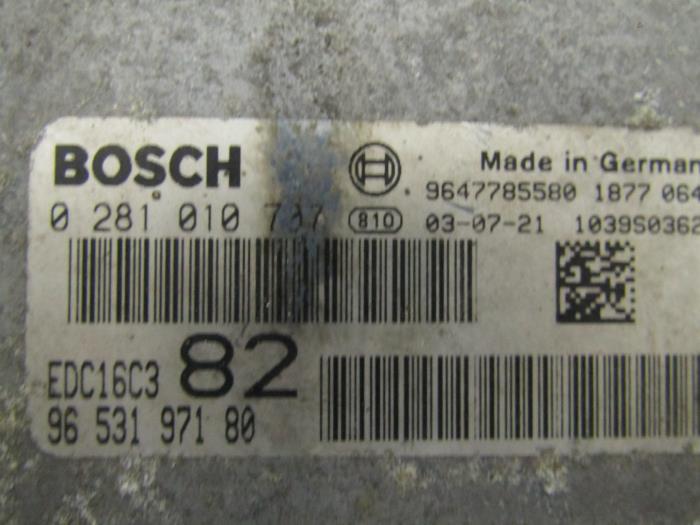 BOSCH
Made in German
9647785580 1877 064
0 281 010 737 810 03-07-21 1039S0362
EDC16C3 82
96 531 971 80